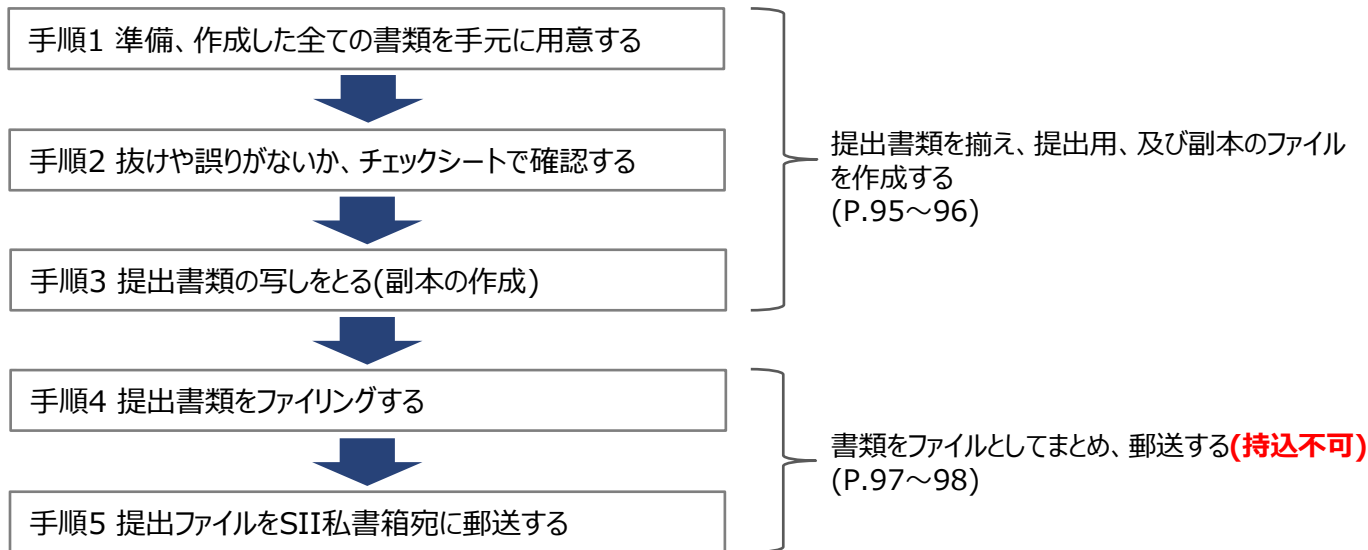 手順1 準備、作成した全ての書類を手元に用意する
手順2 抜けや誤りがないか、チェックシートで確認する
手順3 提出書類の写しをとる(副本の作成)
提出書類を揃え、提出用、及び副本のファイル
を作成する
(P.95～96)
手順4 提出書類をファイリングする
手順5 提出ファイルをSII私書箱宛に郵送する
書類をファイルとしてまとめ、郵送する(持込不可)
(P.97～98)